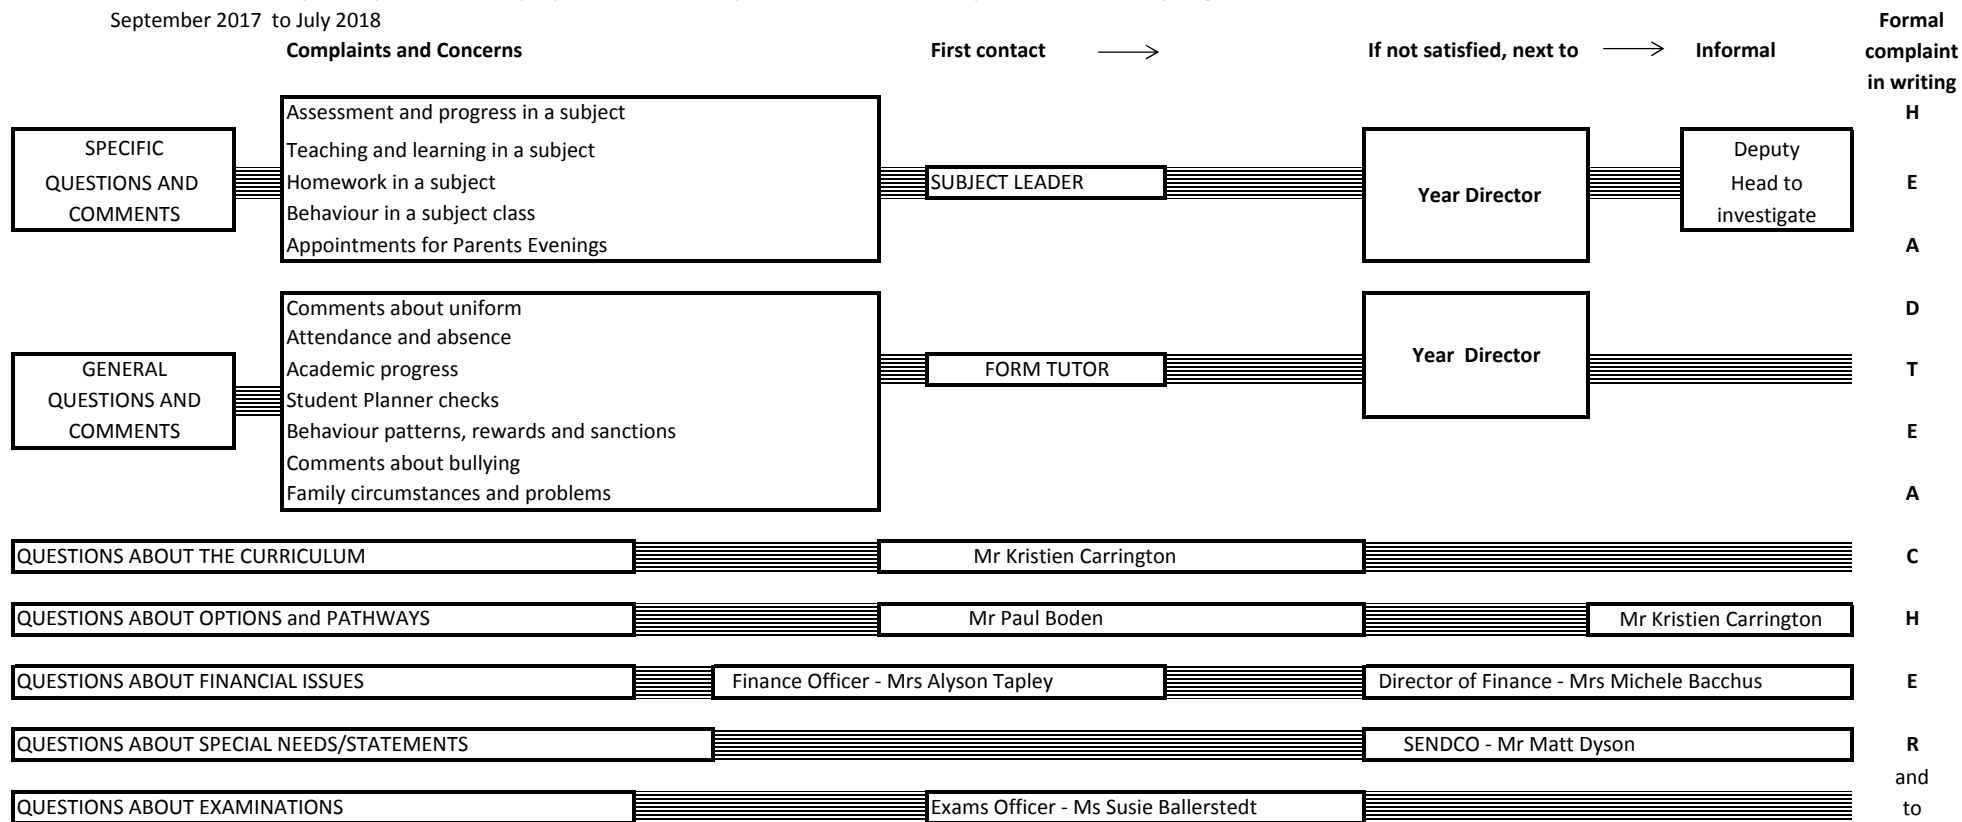 September 2017 to July 2018
Complaints and Concerns First contact If not satisfied, next to Informal
Formal
complaint
in writing
SPECIFIC
QUESTIONS AND
COMMENTS
Assessment and progress in a subject
Teaching and learning in a subject
Homework in a subject
Behaviour in a subject class
Appointments for Parents Evenings
SUBJECT LEADER
Year Director
Deputy
Head to
investigate
GENERAL
QUESTIONS AND
COMMENTS
Comments about uniform
Attendance and absence
Academic progress
Student Planner checks
Behaviour patterns, rewards and sanctions
Comments about bullying
Family circumstances and problems
FORM TUTOR
Year Director
QUESTIONS ABOUT THE CURRICULUM Mr Kristien Carrington
QUESTIONS ABOUT OPTIONS and PATHWAYS Mr Paul Boden Mr Kristien Carrington
QUESTIONS ABOUT FINANCIAL ISSUES Finance Officer - Mrs Alyson Tapley Director of Finance - Mrs Michele Bacchus
QUESTIONS ABOUT SPECIAL NEEDS/STATEMENTS SENDCO - Mr Matt Dyson
QUESTIONS ABOUT EXAMINATIONS Exams Officer - Ms Susie Ballerstedt
H
E
A
D
T
E
A
C
H
E
R
and
to